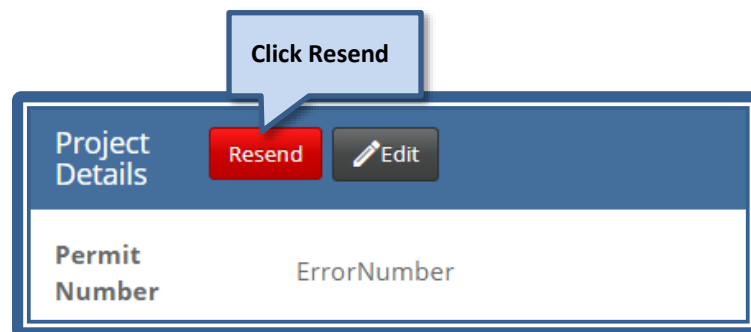 Click Resend
Project
Details
Resend
Edit
Permit
Number
ErrorNumber